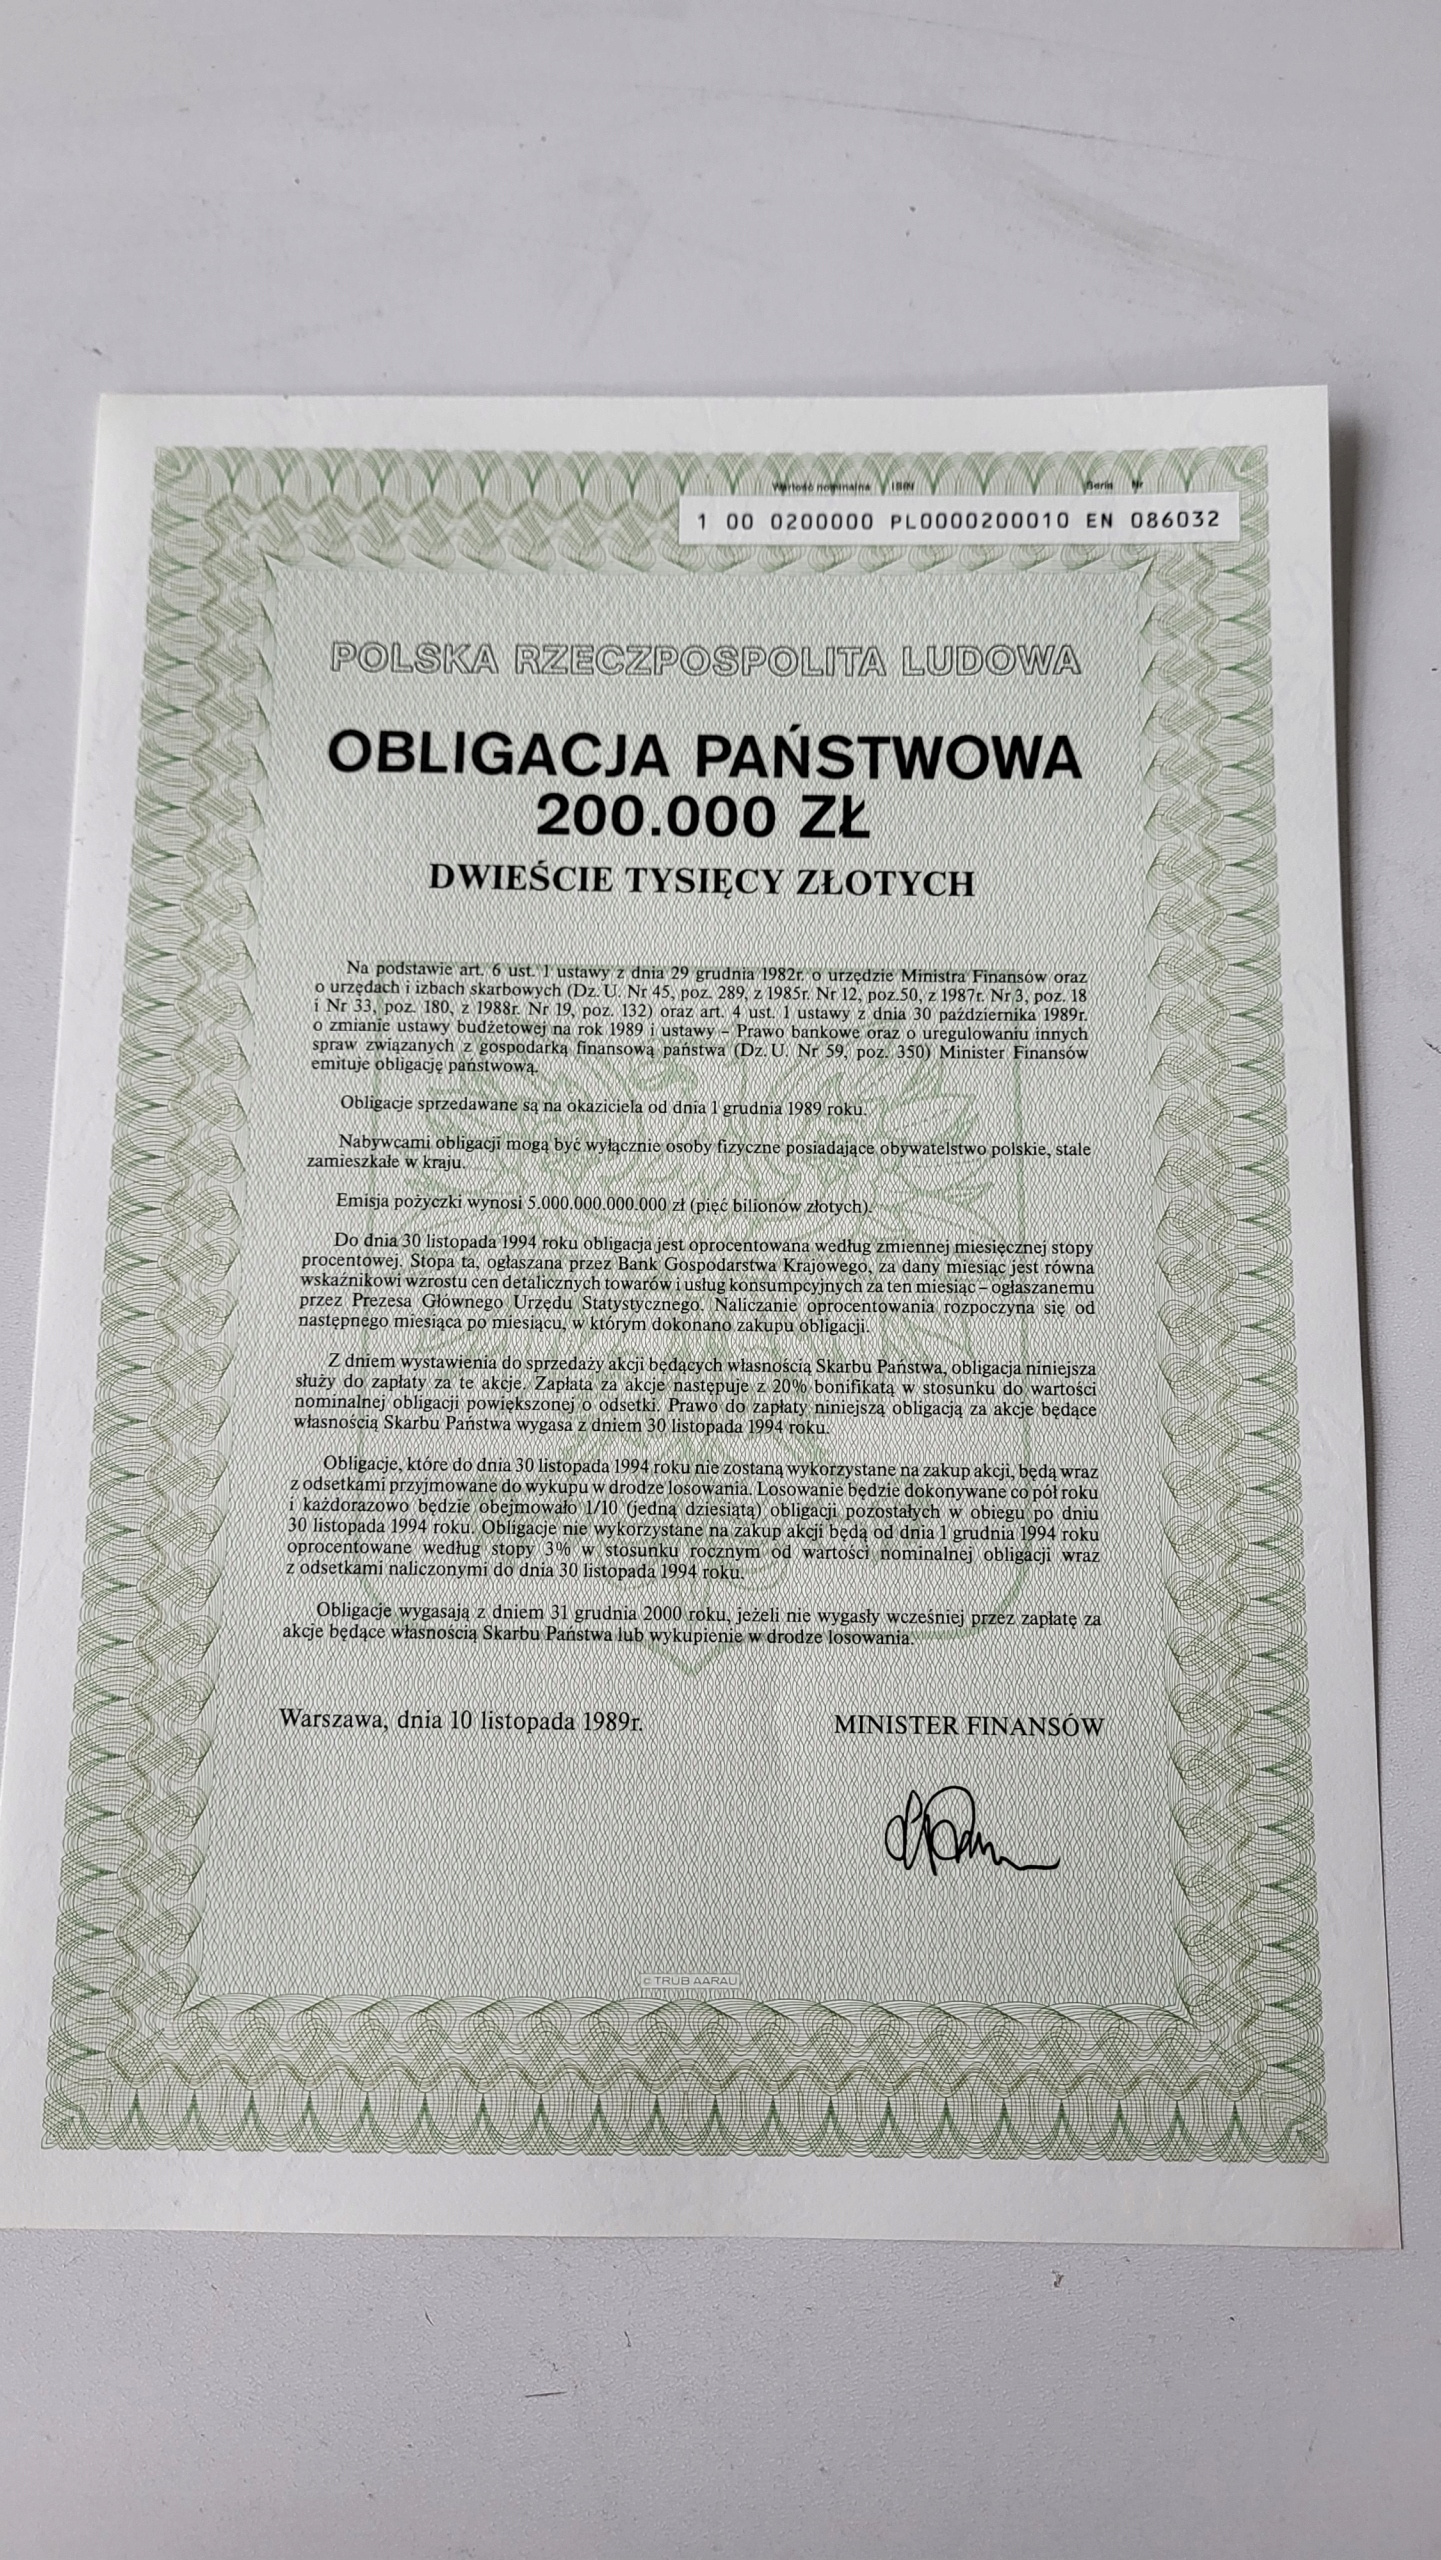 Wartość nominalna ISIN Seria Nr
1 00 0200000 PL0000200010 EN 086032
POLSKA RZECZPOSPOLITA LUDOWA
OBLIGACJA PAŃSTWOWA
200.000 ZŁ
DWIEŚCIE TYSIĘCY ZŁOTYCH
Na podstawie art. 6 ust. 1 ustawy z dnia 29 grudnia 1982r. o urzędzie Ministra Finansów oraz
o urzędach i izbach skarbowych (Dz. U. Nr 45, poz. 289, z 1985r. Nr 12, poz.50, z 1987r. Nr 3, poz. 18
i Nr 33, poz. 180, z 1988r. Nr 19, poz. 132) oraz art. 4 ust. 1 ustawy z dnia 30 października 1989r.
o zmianie ustawy budżetowej na rok 1989 i ustawy – Prawo bankowe oraz o uregulowaniu innych
spraw związanych z gospodarką finansową państwa (Dz. U. Nr 59, poz. 350) Minister Finansów
emituje obligację państwową.
Obligacje sprzedawane są na okaziciela od dnia 1 grudnia 1989 roku.
Nabywcami obligacji mogą być wyłącznie osoby fizyczne posiadające obywatelstwo polskie, stale
zamieszkałe w kraju.
Emisja pożyczki wynosi 5.000.000.000.000 zł (pięć bilionów złotych).
Do dnia 30 listopada 1994 roku obligacja jest oprocentowana według zmiennej miesięcznej stopy
procentowej. Stopa ta, ogłaszana przez Bank Gospodarstwa Krajowego, za dany miesiąc jest równa
wskaźnikowi wzrostu cen detalicznych towarów i usług konsumpcyjnych za ten miesiąc – ogłaszanemu
przez Prezesa Głównego Urzędu Statystycznego. Naliczanie oprocentowania rozpoczyna się od
następnego miesiąca po miesiącu, w którym dokonano zakupu obligacji.
Z dniem wystawienia do sprzedaży akcji będących własnością Skarbu Państwa, obligacja niniejsza
służy do zapłaty za te akcje. Zapłata za akcje następuje z 20% bonifikatą w stosunku do wartości
nominalnej obligacji powiększonej o odsetki. Prawo do zapłaty niniejszą obligacją za akcje będące
własnością Skarbu Państwa wygasa z dniem 30 listopada 1994 roku.
Obligacje, które do dnia 30 listopada 1994 roku nie zostaną wykorzystane na zakup akcji, będą wraz
z odsetkami przyjmowane do wykupu w drodze losowania. Losowanie będzie dokonywane co pół roku
i każdorazowo będzie obejmowało 1/10 (jedną dziesiątą) obligacji pozostałych w obiegu po dniu
30 listopada 1994 roku. Obligacje nie wykorzystane na zakup akcji będą od dnia 1 grudnia 1994 roku
oprocentowane według stopy 3% w stosunku rocznym od wartości nominalnej obligacji wraz
z odsetkami naliczonymi do dnia 30 listopada 1994 roku.
Obligacje wygasają z dniem 31 grudnia 2000 roku, jeżeli nie wygasły wcześniej przez zapłatę za
akcje będące własnością Skarbu Państwa lub wykupienie w drodze losowania.
Warszawa, dnia 10 listopada 1989r.
MINISTER FINANSÓW
c TRÜB AARAU